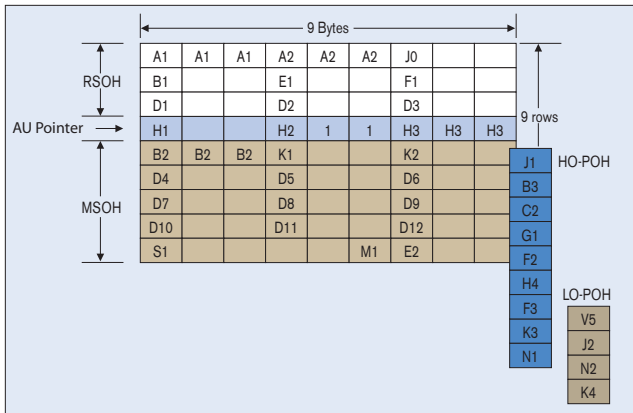 9 Bytes
A1 A1 A1 A2 A2 A2 J0
RSOH B1 E1 F1
D1 D2 D3
9 rows
AU Pointer H1 H2 1 1 H3 H3 H3
B2 B2 B2 K1 K2
D4 D5 D6
MSOH D7 D8 D9
D10 D11 D12
S1 M1 E2
J1 HO-POH
B3
C2
G1
F2
H4
F3
K3
N1
LO-POH
V5
J2
N2
K4